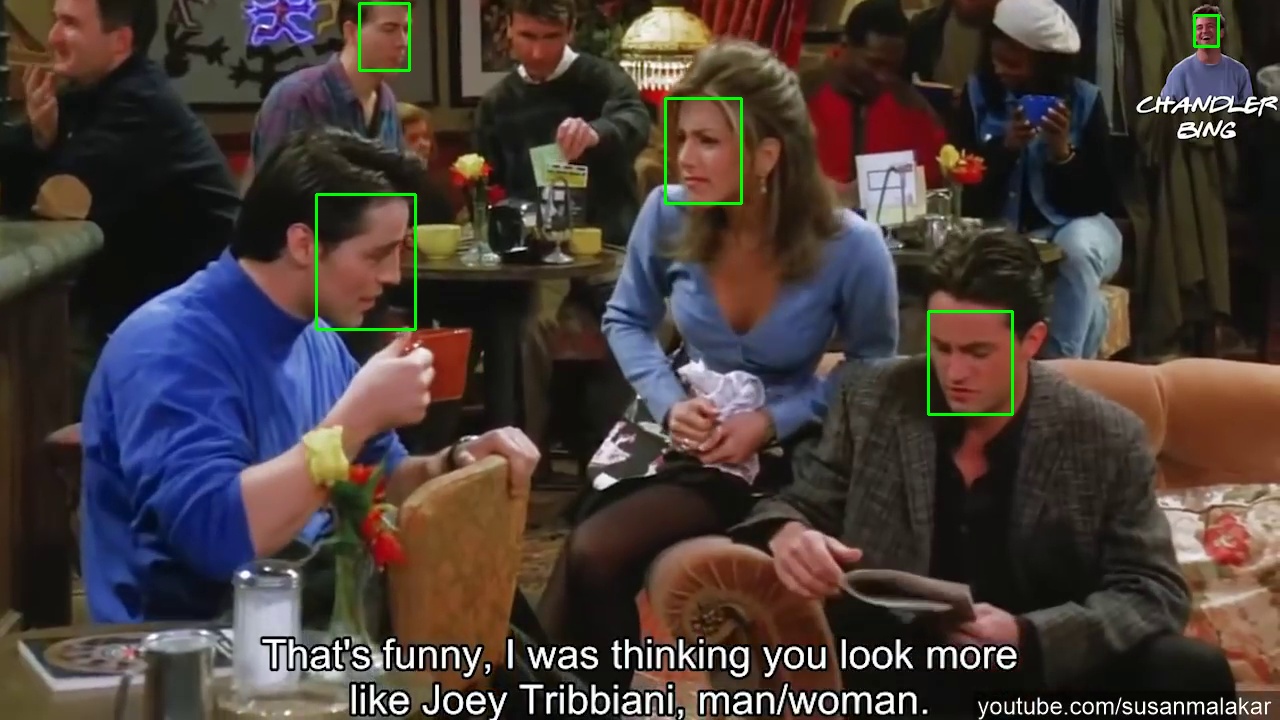 CHANDLER
BING
That's funny, I was thinking you look more
like Joey Tribbiani, man/woman.
youtube.com/susanmalakar